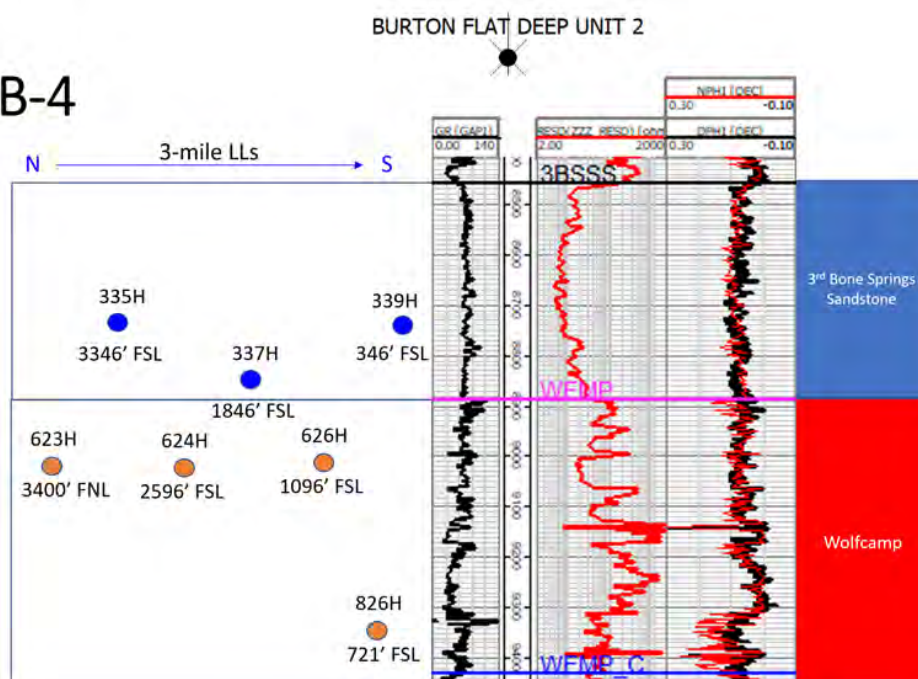 BURTON FLAT DEEP UNIT 2
B-4
N 3-mile LLs S
NPHI [DEC]
0.30 -0.10
GR [GAPI]
0.00 140
2.00 2000
DPHI [DEC]
0.30 -0.10
3BSSS
335H
3346' FSL
337H
1846' FSL
339H
346' FSL
3rd Bone Springs
Sandstone
WFMP
623H
3400' FNL
624H
2596' FSL
626H
1096' FSL
Wolfcamp
826H
721' FSL
WFMP_C